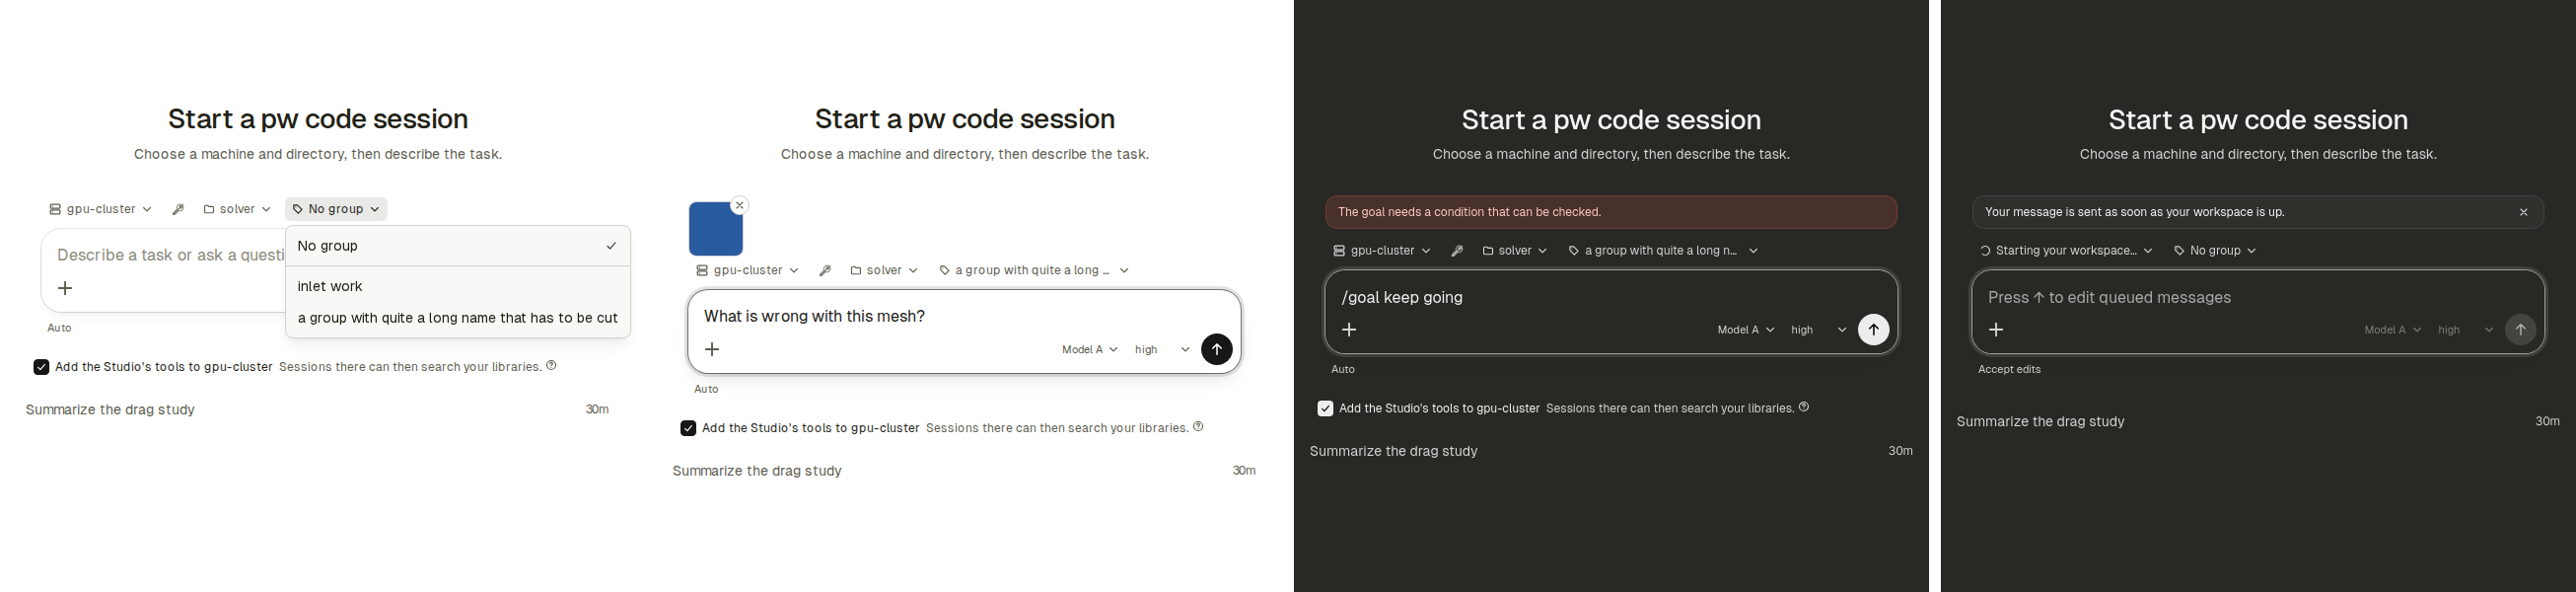 Start a pw code session
Choose a machine and directory, then describe the task.
gpu-cluster solver No group
Describe a task or ask a questi
No group
inlet work
a group with quite a long name that has to be cut
Auto
Add the Studio's tools to gpu-cluster Sessions there can then search your libraries.
Summarize the drag study 30m
Start a pw code session
Choose a machine and directory, then describe the task.
gpu-cluster solver a group with quite a long ...
What is wrong with this mesh?
Model A high
Auto
Add the Studio's tools to gpu-cluster Sessions there can then search your libraries.
Summarize the drag study 30m
Start a pw code session
Choose a machine and directory, then describe the task.
The goal needs a condition that can be checked.
gpu-cluster solver a group with quite a long n...
/goal keep going
Model A high
Auto
Add the Studio's tools to gpu-cluster Sessions there can then search your libraries.
Summarize the drag study 30m
Start a pw code session
Choose a machine and directory, then describe the task.
Your message is sent as soon as your workspace is up.
Starting your workspace... No group
Press ↑ to edit queued messages
Model A high
Accept edits
Summarize the drag study 30m